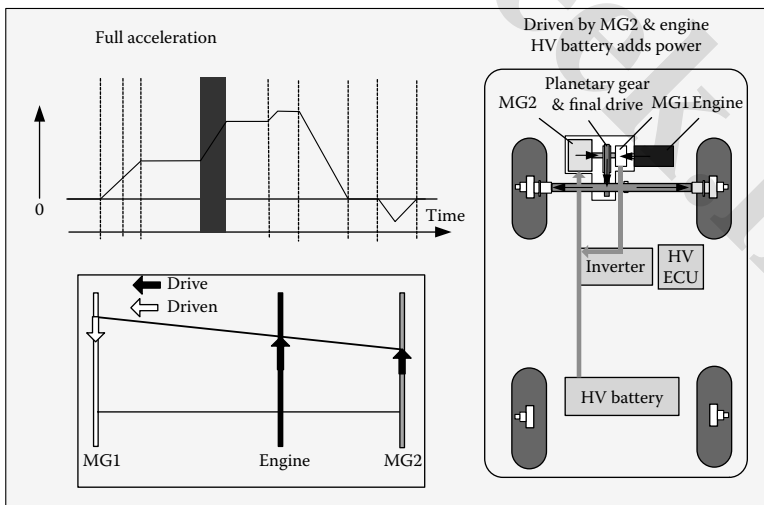 Full acceleration
0
Time
Drive
Driven
MG1
Engine
MG2
Driven by MG2 & engine
HV battery adds power
Planetary gear
MG2 & final drive MG1 Engine
Inverter
HV
ECU
HV battery